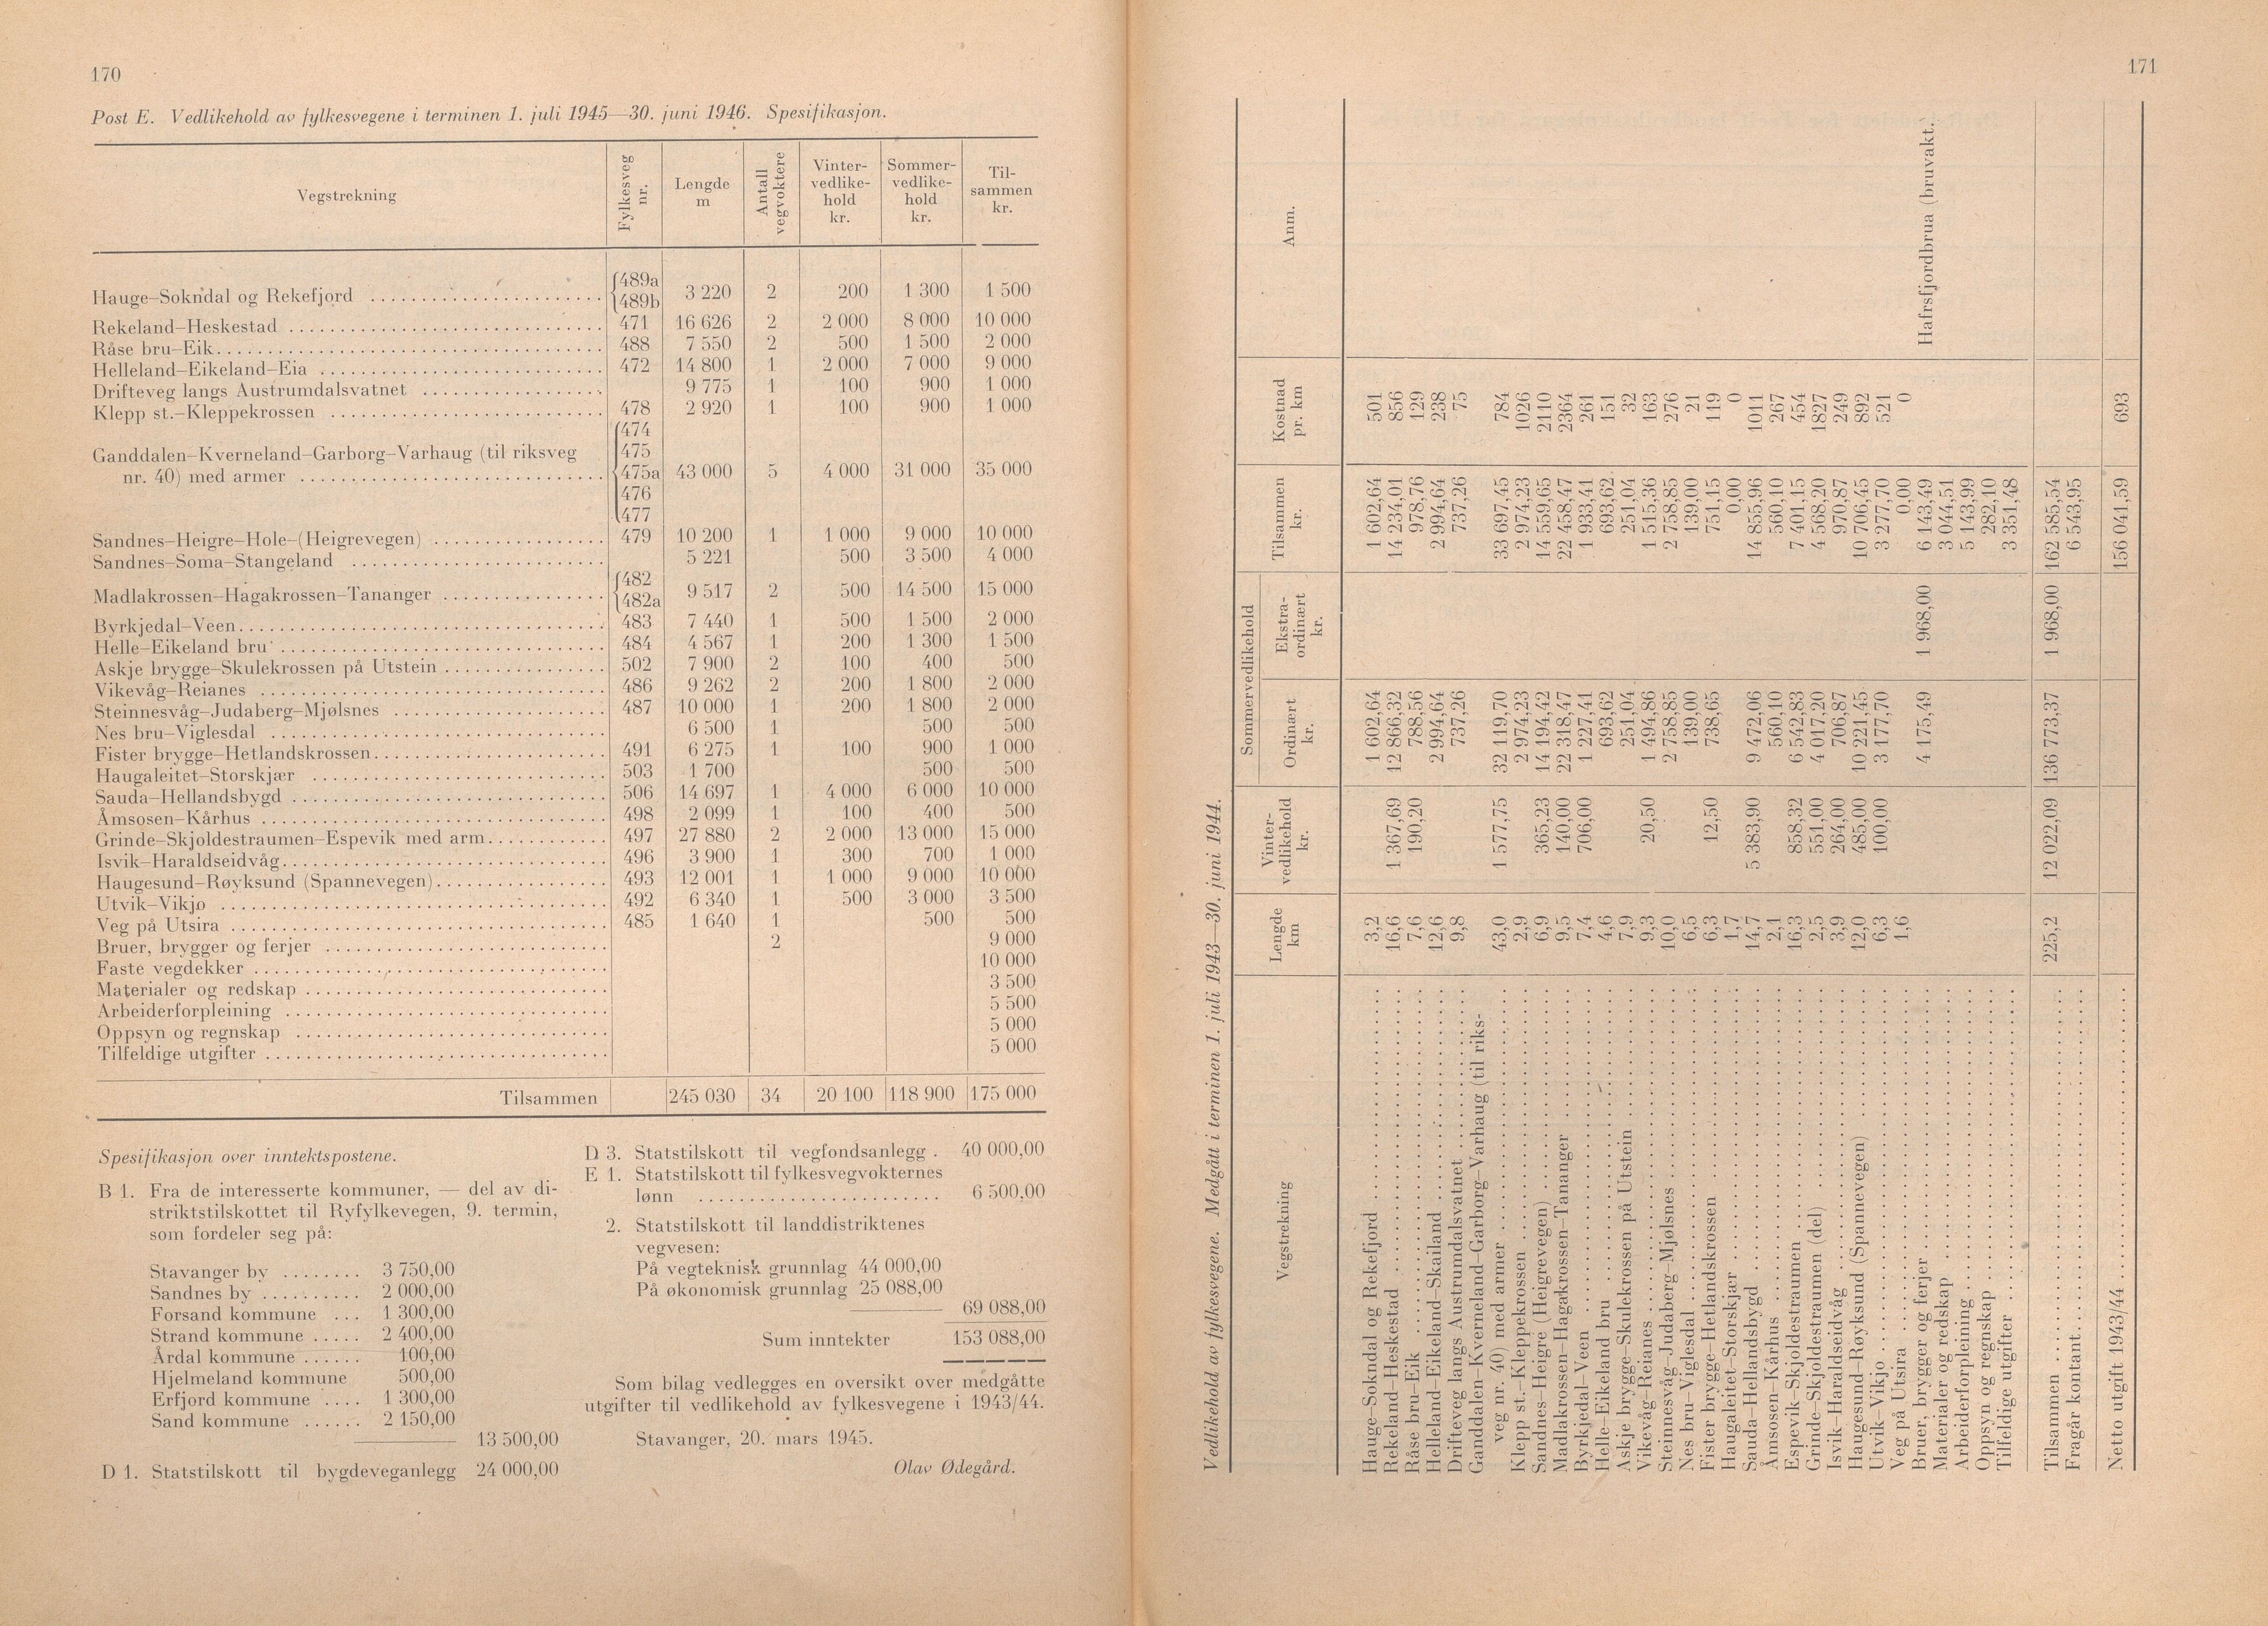 170
Post E. Vedlikehold av fylkesvegene i terminen 1. juli 1945—30. juni 1946. Spesifikasjon.
Vegstrekning | Fylkesveg nr. | Lengde m | Antall vegvoktere | Vinter-vedlike-hold kr. | Sommer-vedlike-hold kr. | Til-sammen kr.
Hauge–Sokndal og Rekefjord 489a 489b 3 220 2 200 1 300 1 500
Rekeland–Heskestad 471 16 626 2 2 000 8 000 10 000
Råse bru–Eik 488 7 550 2 500 1 500 2 000
Helleland–Eikeland–Eia 472 14 800 1 2 000 7 000 9 000
Drifteveg langs Austrumdalsvatnet 9 775 1 100 900 1 000
Klepp st.–Kleppekrossen 478 2 920 1 100 900 1 000
Ganddalen–Kverneland–Garborg–Varhaug (til riksveg
nr. 40) med armer 474 475 475a 476 477 43 000 5 4 000 31 000 35 000
Sandnes–Heigre–Hole–(Heigrevegen) 479 10 200 1 1 000 9 000 10 000
Sandnes–Soma–Stangeland 5 221 500 3 500 4 000
Madlakrossen–Hagakrossen–Tananger 482 482a 9 517 2 500 14 500 15 000
Byrkjedal–Veen 483 7 440 1 500 1 500 2 000
Helle–Eikeland bru 484 4 567 1 200 1 300 1 500
Askje brygge–Skulekrossen på Utstein 502 7 900 2 100 400 500
Vikevåg–Reianes 486 9 262 2 200 1 800 2 000
Steinnesvåg–Judaberg–Mjølsnes 487 10 000 1 200 1 800 2 000
Nes bru–Viglesdal 6 500 1 500 500
Fister brygge–Hetlandskrossen 491 6 275 1 100 900 1 000
Haugaleitet–Storskjær 503 1 700 500 500
Sauda–Hellandsbygd 506 14 697 1 4 000 6 000 10 000
Åmsosen–Kårhus 498 2 099 1 100 400 500
Grinde–Skjoldestraumen–Espevik med arm 497 27 880 2 2 000 13 000 15 000
Isvik–Haraldseidvåg 496 3 900 1 300 700 1 000
Haugesund–Røyksund (Spannevegen) 493 12 001 1 1 000 9 000 10 000
Utvik–Vikjø 492 6 340 1 500 3 000 3 500
Veg på Utsira 485 1 640 1 500 500
Bruer, brygger og ferjer 2 9 000
Faste vegdekker 10 000
Materialer og redskap 3 500
Arbeiderforpleining 5 500
Oppsyn og regnskap 5 000
Tilfeldige utgifter 5 000
Tilsammen 245 030 34 20 100 118 900 175 000
Spesifikasjon over inntektspostene.
B 1. Fra de interesserte kommuner, — del av di-
striktstilskottet til Ryfylkevegen, 9. termin,
som fordeler seg på:
Stavanger by ........ 3 750,00
Sandnes by .......... 2 000,00
Forsand kommune ... 1 300,00
Strand kommune ..... 2 400,00
Årdal kommune ...... 100,00
Hjelmeland kommune 500,00
Erfjord kommune .... 1 300,00
Sand kommune ...... 2 150,00
13 500,00
D 1. Statstilskott til bygdeveganlegg 24 000,00
D 3. Statstilskott til vegfondsanlegg . 40 000,00
E 1. Statstilskott til fylkesvegvokternes
lønn ........................ 6 500,00
2. Statstilskott til landdistriktenes
vegvesen:
På vegteknisk grunnlag 44 000,00
På økonomisk grunnlag 25 088,00
69 088,00
Sum inntekter 153 088,00
Som bilag vedlegges en oversikt over medgåtte
utgifter til vedlikehold av fylkesvegene i 1943/44.
Stavanger, 20. mars 1945.
Olav Ødegård.
171
Vedlikehold av fylkesvegene. Medgått i terminen 1. juli 1943—30. juni 1944.
Vegstrekning | Lengde km | Vinter-vedlikehold kr. | Sommervedlikehold | Ordinært kr. | Ekstra-ordinært kr. | Tilsammen kr. | Kostnad pr. km | Anm.
Hauge–Sokndal og Rekefjord 3,2 1 602,64 1 602,64 501
Rekeland–Heskestad 16,6 1 367,69 12 866,32 14 234,01 856
Råse bru–Eik 7,6 190,20 788,56 978,76 129
Helleland–Eikeland–Skailand 12,6 2 994,64 2 994,64 238
Drifteveg langs Austrumdalsvatnet 9,8 737,26 737,26 75
Ganddalen–Kverneland–Garborg–Varhaug (til riks-
veg nr. 40) med armer 43,0 1 577,75 32 119,70 33 697,45 784
Klepp st.–Kleppekrossen 2,9 2 974,23 2 974,23 1026
Sandnes–Heigre (Heigrevegen) 6,9 365,23 14 194,42 14 559,65 2110
Madlakrossen–Hagakrossen–Tananger 9,5 140,00 22 318,47 22 458,47 2364
Byrkjedal–Veen 7,4 706,00 1 227,41 1 933,41 261
Helle–Eikeland bru 4,6 693,62 693,62 151
Askje brygge–Skulekrossen på Utstein 7,9 251,04 251,04 32
Vikevåg–Reianes 9,3 20,50 1 494,86 1 515,36 163
Steinnesvåg–Judaberg–Mjølsnes 10,0 2 758,85 2 758,85 276
Nes bru–Viglesdal 6,5 139,00 139,00 21
Fister brygge–Hetlandskrossen 6,3 12,50 738,65 751,15 119
Haugaleitet–Storskjær 1,7 0,00 0
Sauda–Hellandsbygd 14,7 5 383,90 9 472,06 14 855,96 1011
Åmsosen–Kårhus 2,1 560,10 560,10 267
Espevik–Skjoldestraumen 16,3 858,32 6 542,83 7 401,15 454
Grinde–Skjoldestraumen (del) 2,5 551,00 4 017,20 4 568,20 1827
Isvik–Haraldseidvåg 3,9 264,00 706,87 970,87 249
Haugesund–Røyksund (Spannevegen) 12,0 485,00 10 221,45 10 706,45 892
Utvik–Vikjø 6,3 100,00 3 177,70 3 277,70 521
Veg på Utsira 1,6 0,00 0
Bruer, brygger og ferjer 4 175,49 1 968,00 6 143,49 Hafrsfjordbrua (bruvakt.
Materialer og redskap 3 044,51
Arbeiderforpleining 5 143,99
Oppsyn og regnskap 282,10
Tilfeldige utgifter 3 351,48
Tilsammen 225,2 12 022,09 136 773,37 1 968,00 162 585,54
Fragår kontant 6 543,95
Netto utgift 1943/44 156 041,59 693